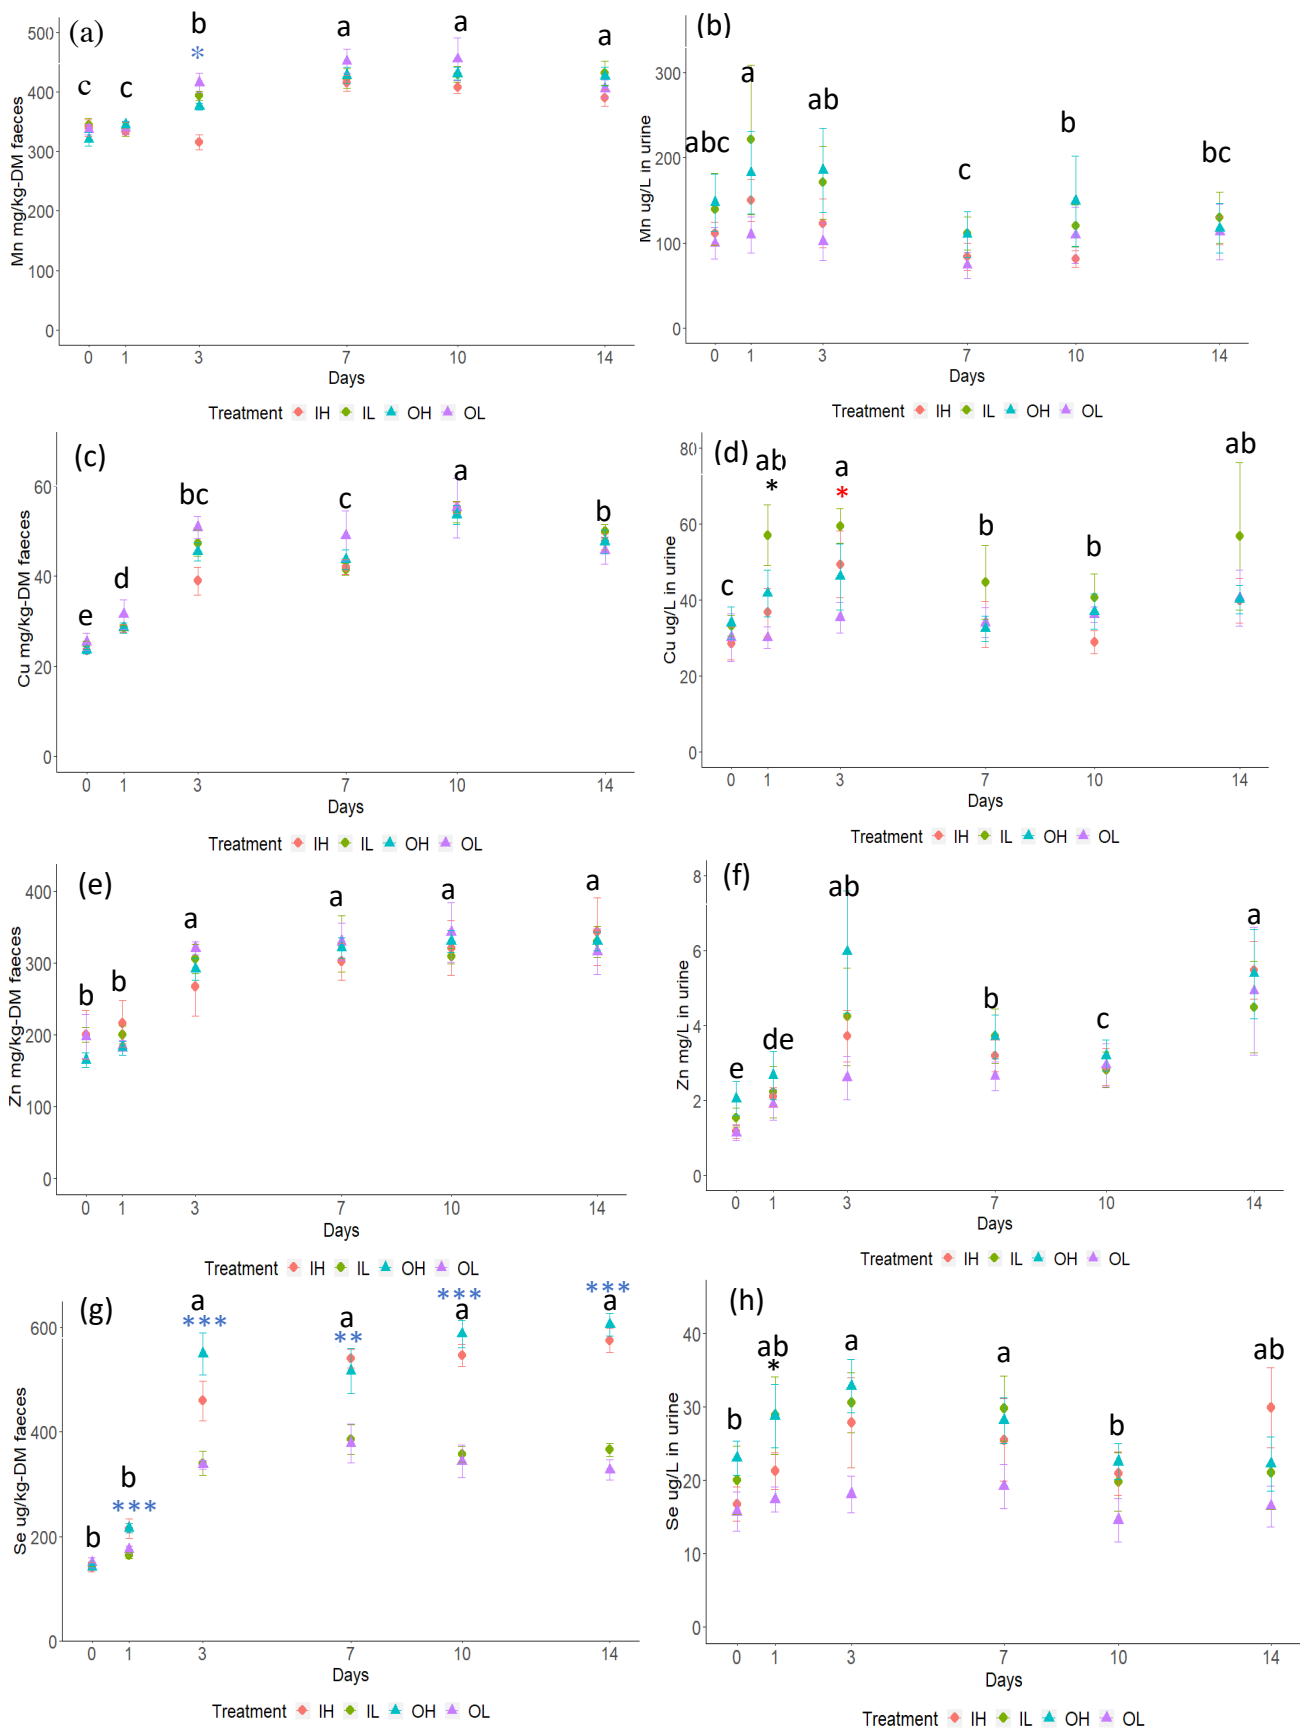 (a)
b
a
a
a
*
c
c
Mn mg/kg-DM faeces
500
400
300
200
100
0
0 1 3 7 10 14
Days
Treatment IH IL OH OL
(b)
a
ab
abc
c
b
bc
Mn ug/L in urine
300
200
100
0
0 1 3 7 10 14
Days
Treatment IH IL OH OL
(c)
e
d
bc
c
a
b
Cu mg/kg-DM faeces
60
40
20
0
0 1 3 7 10 14
Days
Treatment IH IL OH OL
(d)
c
ab
*
a
*
b
b
ab
Cu ug/L in urine
80
60
40
20
0
0 1 3 7 10 14
Days
Treatment IH IL OH OL
(e)
b
b
a
a
a
a
Zn mg/kg-DM faeces
400
300
200
100
0
0 1 3 7 10 14
Days
Treatment IH IL OH OL
(f)
e
de
ab
b
c
a
Zn mg/L in urine
8
6
4
2
0
0 1 3 7 10 14
Days
Treatment IH IL OH OL
(g)
b
b
***
a
***
a
**
***
a
***
a
Se ug/kg-DM faeces
600
400
200
0
0 1 3 7 10 14
Days
Treatment IH IL OH OL
(h)
b
ab
*
a
a
b
ab
Se ug/L in urine
40
30
20
10
0
0 1 3 7 10 14
Days
Treatment IH IL OH OL